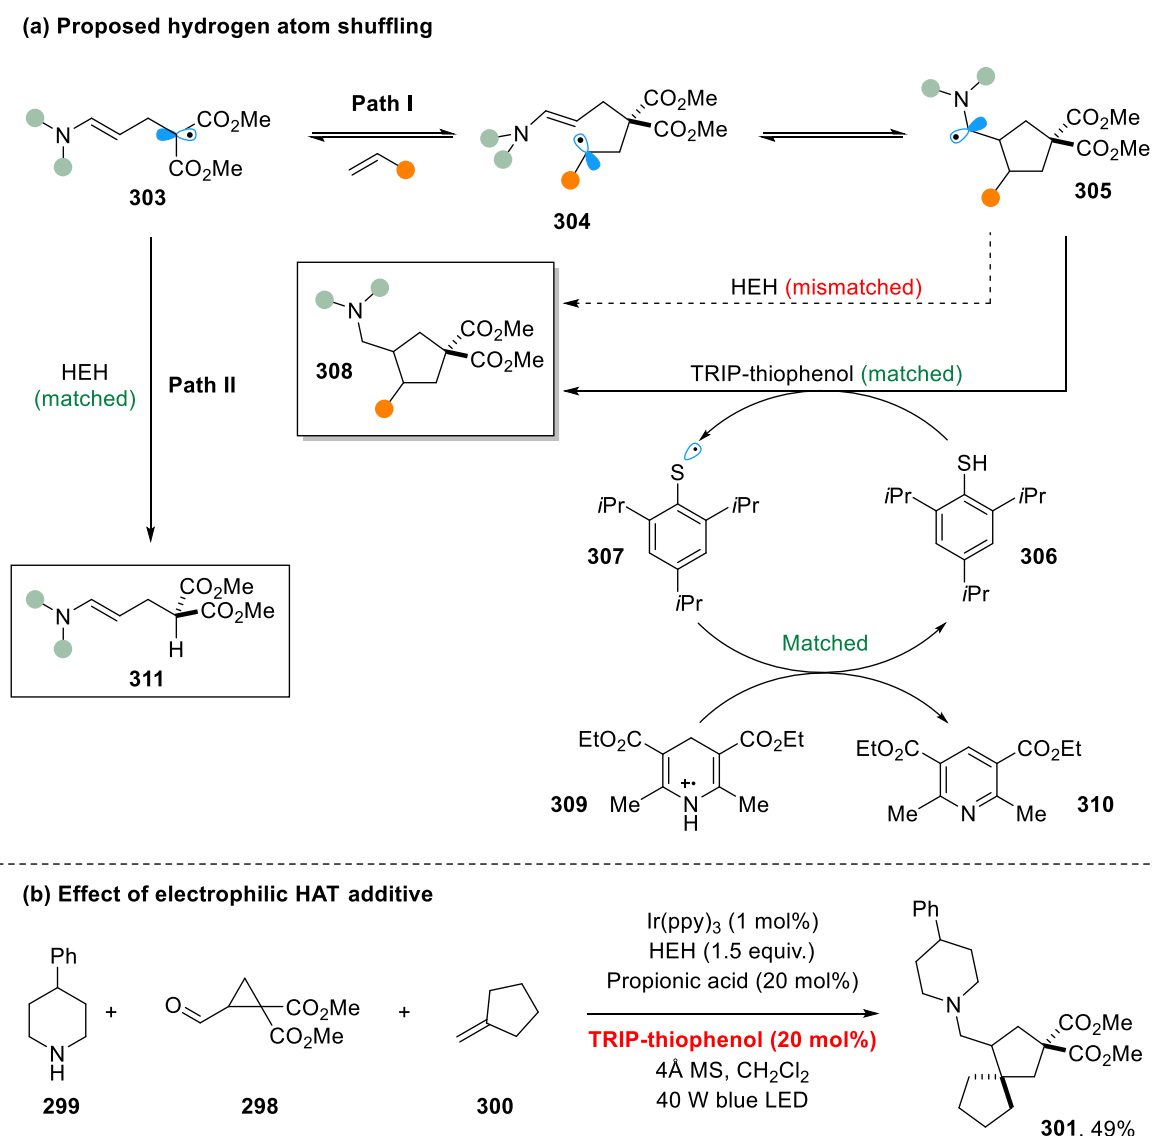 (a) Proposed hydrogen atom shuffling
N
CO2Me
CO2Me
303
Path I
N
CO2Me
CO2Me
304
N
CO2Me
CO2Me
305
HEH (mismatched)
N
CO2Me
CO2Me
308
HEH
(matched)
Path II
TRIP-thiophenol (matched)
S
iPr
iPr
iPr
307
SH
iPr
iPr
iPr
306
Matched
N
CO2Me
CO2Me
H
311
EtO2C
CO2Et
+•
Me
N
H
Me
309
EtO2C
CO2Et
Me
N
Me
310
(b) Effect of electrophilic HAT additive
Ph
N
H
299
+
O
CO2Me
CO2Me
298
+
300
Ir(ppy)3 (1 mol%)
HEH (1.5 equiv.)
Propionic acid (20 mol%)
TRIP-thiophenol (20 mol%)
4Å MS, CH2Cl2
40 W blue LED
Ph
N
CO2Me
CO2Me
301, 49%